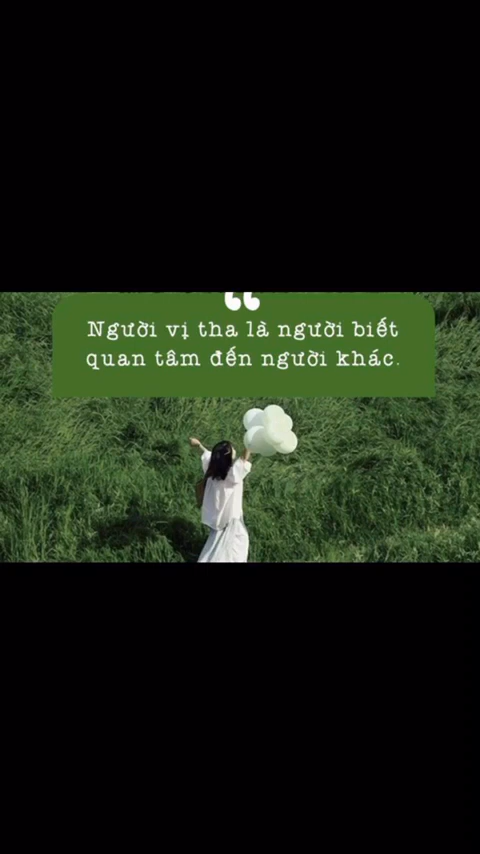 Người vị tha là người biết
quan tâm đến người khác.